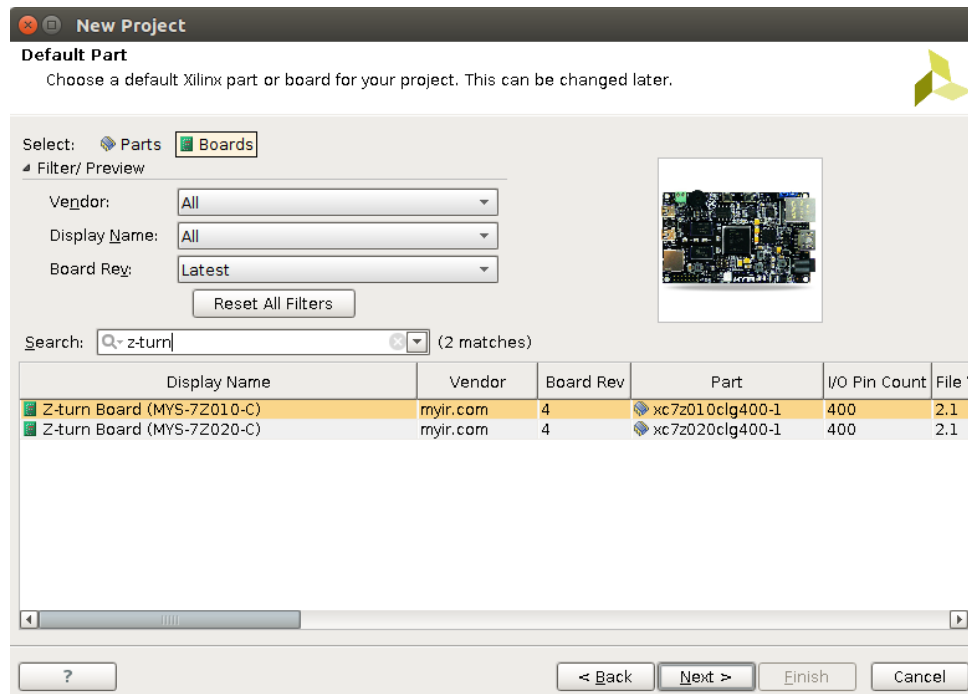 New Project
Default Part
Choose a default Xilinx part or board for your project. This can be changed later.
Select: Parts Boards
Filter/ Preview
Vendor: All
Display Name: All
Board Rev: Latest
Reset All Filters
Search: z-turn (2 matches)
Display Name Vendor Board Rev Part I/O Pin Count File
Z-turn Board (MYS-7Z010-C) myir.com 4 xc7z010clg400-1 400 2.1
Z-turn Board (MYS-7Z020-C) myir.com 4 xc7z020clg400-1 400 2.1
? < Back Next > Finish Cancel